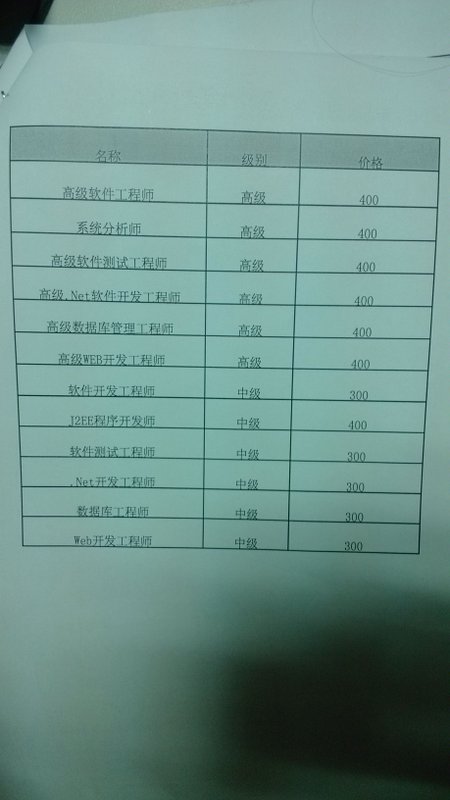 名称 级别 价格
高级软件工程师 高级 400
系统分析师 高级 400
高级软件测试工程师 高级 400
高级.Net软件开发工程师 高级 400
高级数据库管理工程师 高级 400
高级WEB开发工程师 高级 400
软件开发工程师 中级 300
J2EE程序开发师 中级 400
软件测试工程师 中级 300
.Net开发工程师 中级 300
数据库工程师 中级 300
Web开发工程师 中级 300